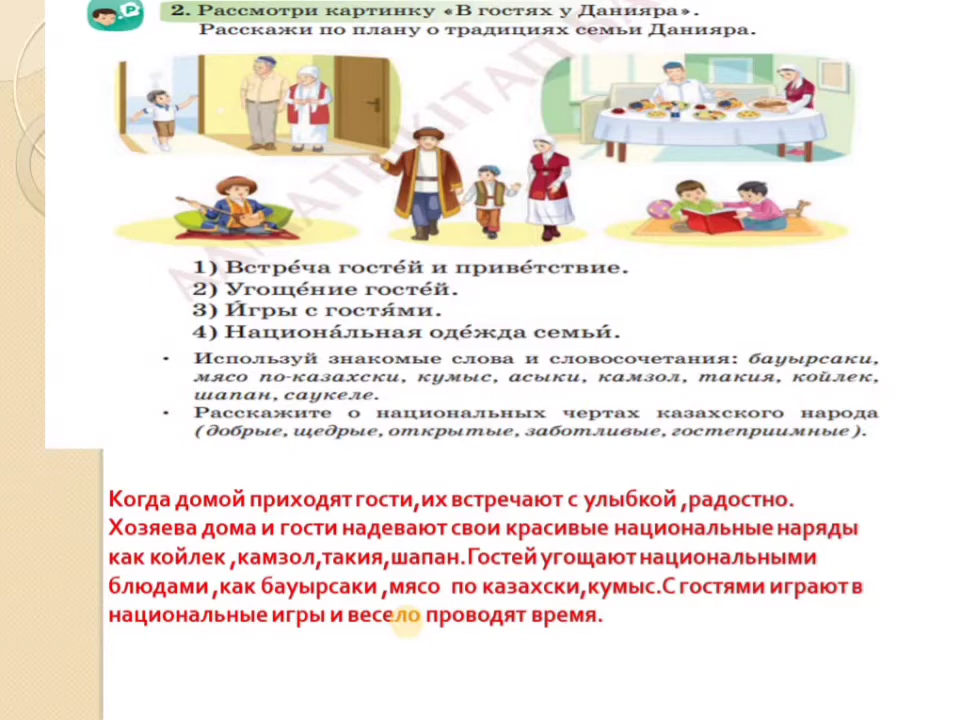 2. Рассмотри картинку «В гостях у Данияра».
Расскажи по плану о традициях семьи Данияра.
1) Встре́ча госте́й и приве́тствие.
2) Угоще́ние госте́й.
3) И́гры с гостя́ми.
4) Национа́льная оде́жда семьи́.
• Используй знакомые слова и словосочетания: бауырсаки,
мясо по-казахски, кумыс, асыки, камзол, такия, койлек,
шапан, саукеле.
• Расскажите о национальных чертах казахского народа
(добрые, щедрые, открытые, заботливые, гостеприимные).
Когда домой приходят гости,их встречают с улыбкой ,радостно.
Хозяева дома и гости надевают свои красивые национальные наряды
как койлек ,камзол,такия,шапан.Гостей угощают национальными
блюдами ,как бауырсаки ,мясо по казахски,кумыс.С гостями играют в
национальные игры и весело проводят время.